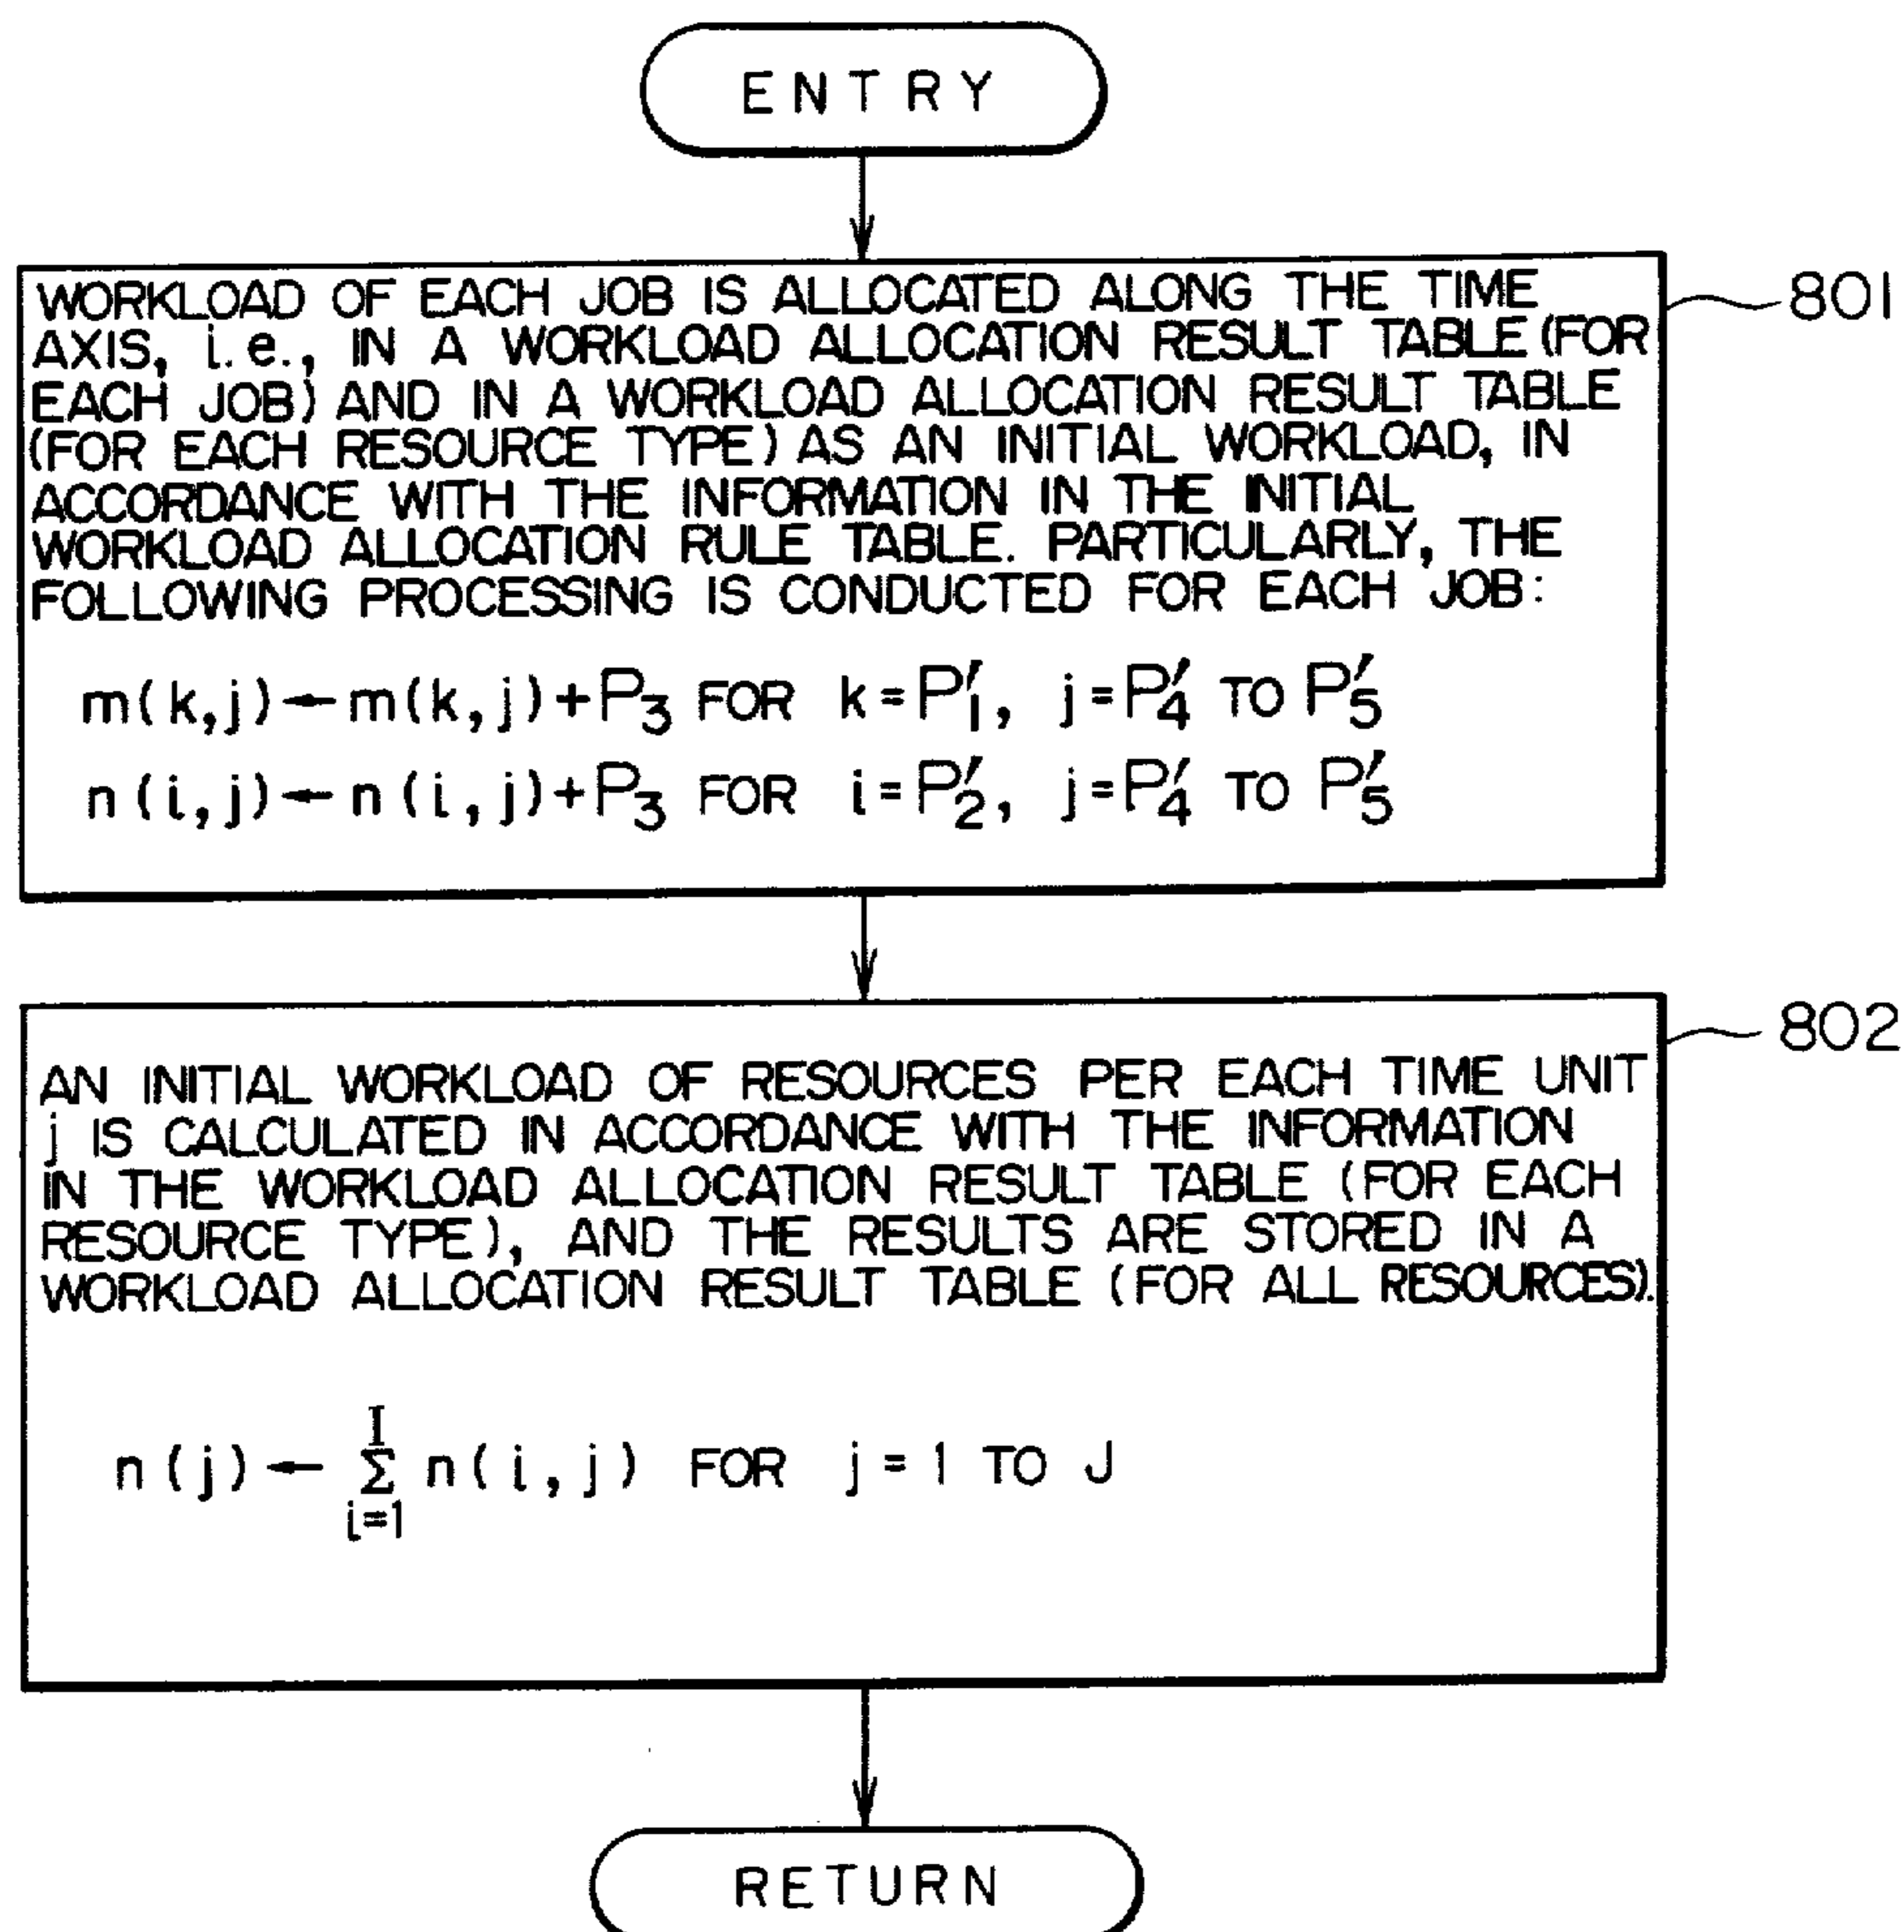 ENTRY
WORKLOAD OF EACH JOB IS ALLOCATED ALONG THE TIME
AXIS, i.e., IN A WORKLOAD ALLOCATION RESULT TABLE (FOR
EACH JOB) AND IN A WORKLOAD ALLOCATION RESULT TABLE
(FOR EACH RESOURCE TYPE) AS AN INITIAL WORKLOAD, IN
ACCORDANCE WITH THE INFORMATION IN THE INITIAL
WORKLOAD ALLOCATION RULE TABLE. PARTICULARLY, THE
FOLLOWING PROCESSING IS CONDUCTED FOR EACH JOB:
m(k,j) ← m(k,j)+P₃ FOR k=P′₁, j=P′₄ TO P′₅
n(i,j) ← n(i,j)+P₃ FOR i=P′₂, j=P′₄ TO P′₅
801
AN INITIAL WORKLOAD OF RESOURCES PER EACH TIME UNIT
j IS CALCULATED IN ACCORDANCE WITH THE INFORMATION
IN THE WORKLOAD ALLOCATION RESULT TABLE (FOR EACH
RESOURCE TYPE), AND THE RESULTS ARE STORED IN A
WORKLOAD ALLOCATION RESULT TABLE (FOR ALL RESOURCES).
I
n(j) ← Σ n(i,j) FOR j=1 TO J
i=1
802
RETURN